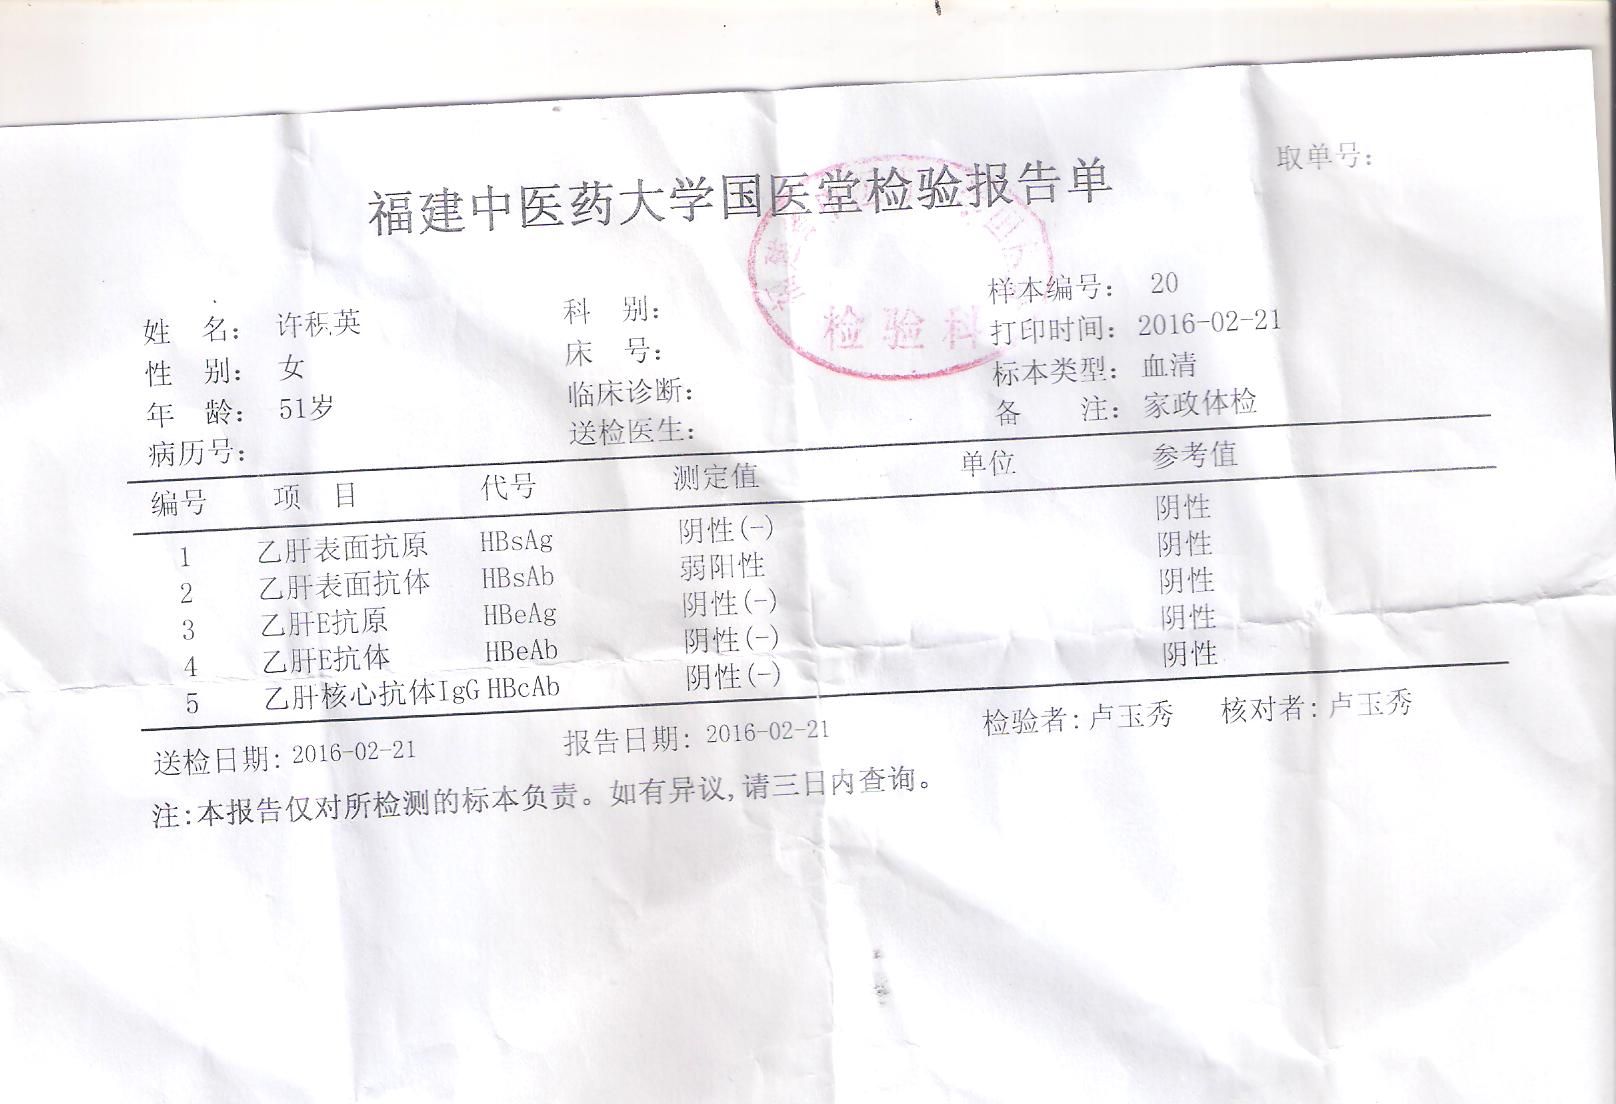 取单号：
福建中医药大学国医堂检验报告单
姓 名： 许积英 科 别： 样本编号： 20
性 别： 女 床 号： 打印时间： 2016-02-21
年 龄： 51岁 临床诊断： 标本类型： 血清
病历号： 送检医生： 备 注： 家政体检
检验科
编号 项 目 代号 测定值 单位 参考值
1 乙肝表面抗原 HBsAg 阴性(-) 阴性
2 乙肝表面抗体 HBsAb 弱阳性 阴性
3 乙肝E抗原 HBeAg 阴性(-) 阴性
4 乙肝E抗体 HBeAb 阴性(-) 阴性
5 乙肝核心抗体IgG HBcAb 阴性(-) 阴性
送检日期: 2016-02-21 报告日期: 2016-02-21 检验者: 卢玉秀 核对者: 卢玉秀
注:本报告仅对所检测的标本负责。如有异议,请三日内查询。